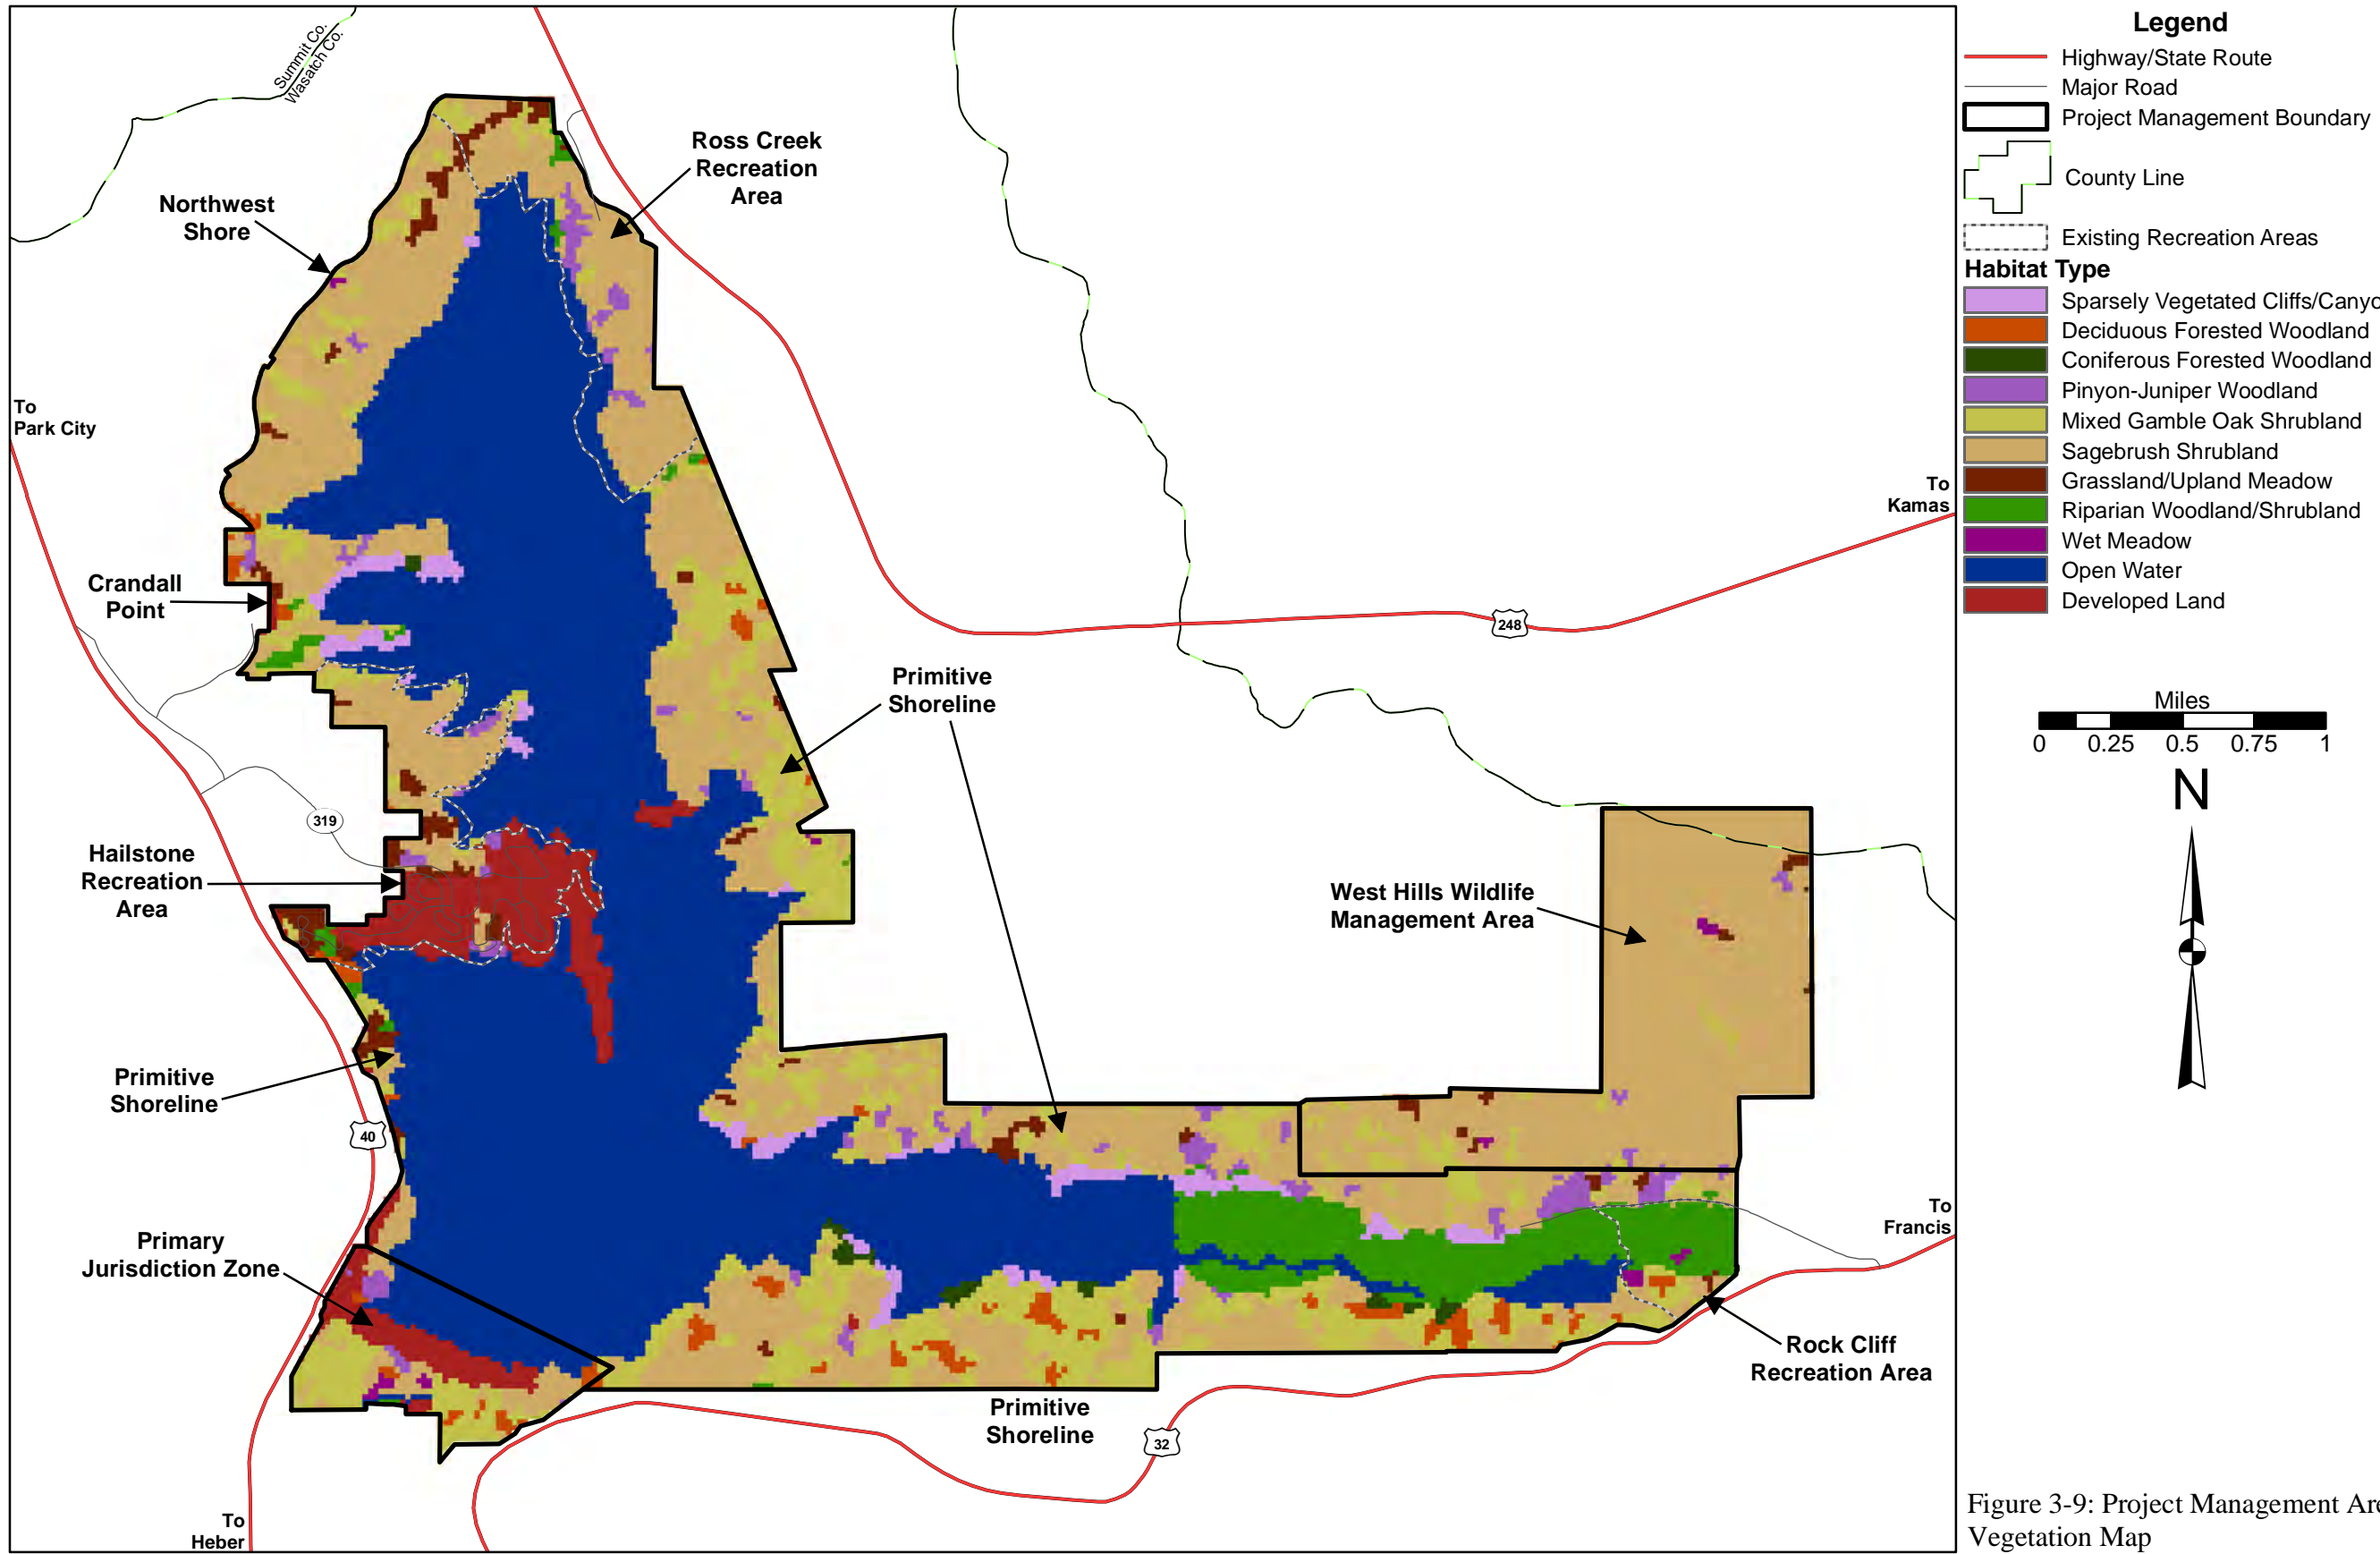 Summit Co.
Wasatch Co.
Ross Creek
Recreation
Area
Northwest
Shore
To
Park City
Crandall
Point
To
Kamas
248
Primitive
Shoreline
319
Hailstone
Recreation
Area
West Hills Wildlife
Management Area
Primitive
Shoreline
40
Primary
Jurisdiction Zone
To
Francis
Rock Cliff
Recreation Area
Primitive
Shoreline
32
To
Heber
Legend
Highway/State Route
Major Road
Project Management Boundary
County Line
Existing Recreation Areas
Habitat Type
Sparsely Vegetated Cliffs/Canyo
Deciduous Forested Woodland
Coniferous Forested Woodland
Pinyon-Juniper Woodland
Mixed Gamble Oak Shrubland
Sagebrush Shrubland
Grassland/Upland Meadow
Riparian Woodland/Shrubland
Wet Meadow
Open Water
Developed Land
Miles
0 0.25 0.5 0.75 1
N
Figure 3-9: Project Management Are
Vegetation Map